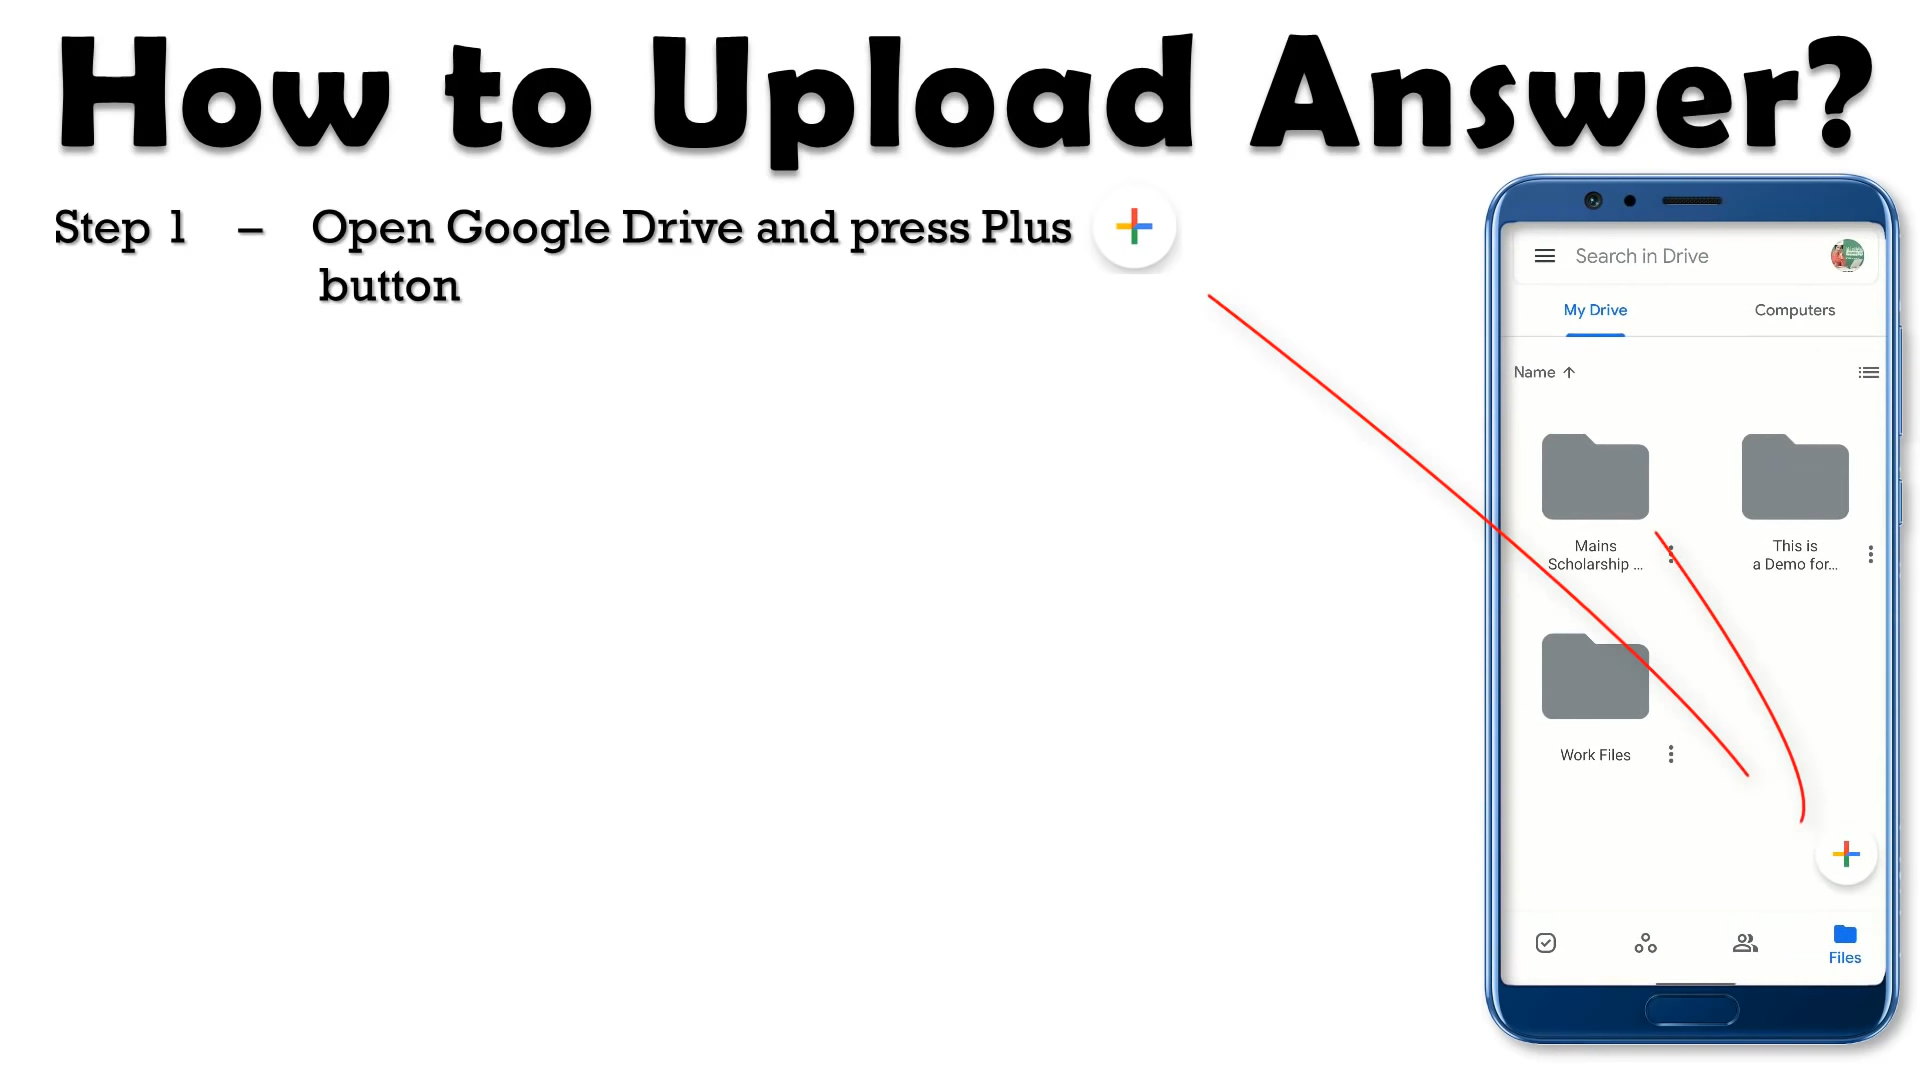 How to Upload Answer?
Step 1 – Open Google Drive and press Plus
button
Search in Drive
My Drive Computers
Name
Mains
Scholarship ...
This is
a Demo for...
Work Files
Files